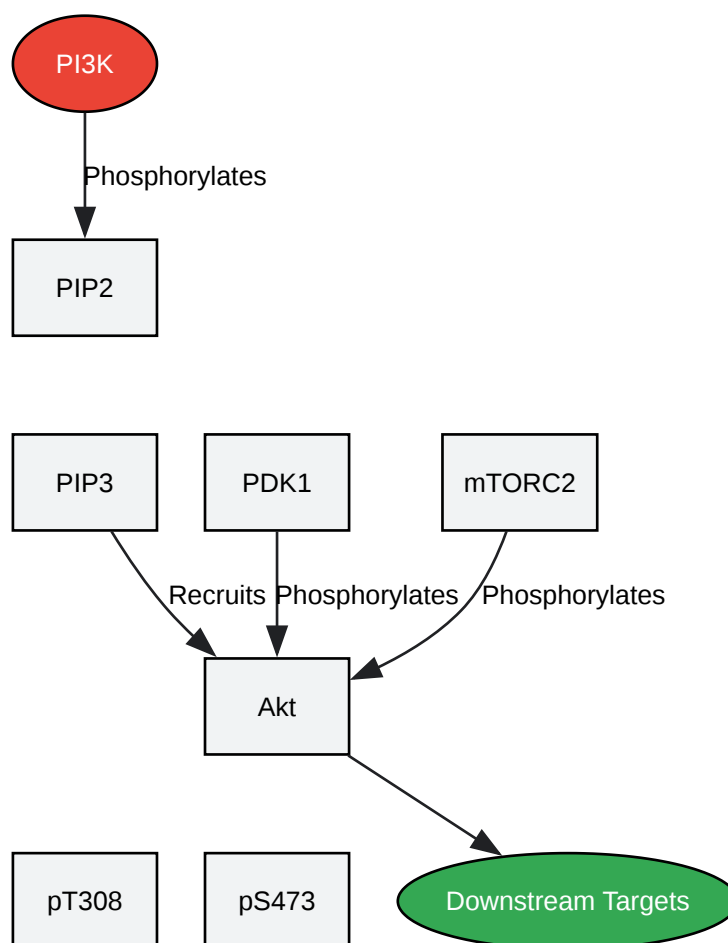 PI3K
Phosphorylates
PIP2
PIP3
PDK1
mTORC2
Recruits
Phosphorylates
Phosphorylates
Akt
pT308
pS473
Downstream Targets